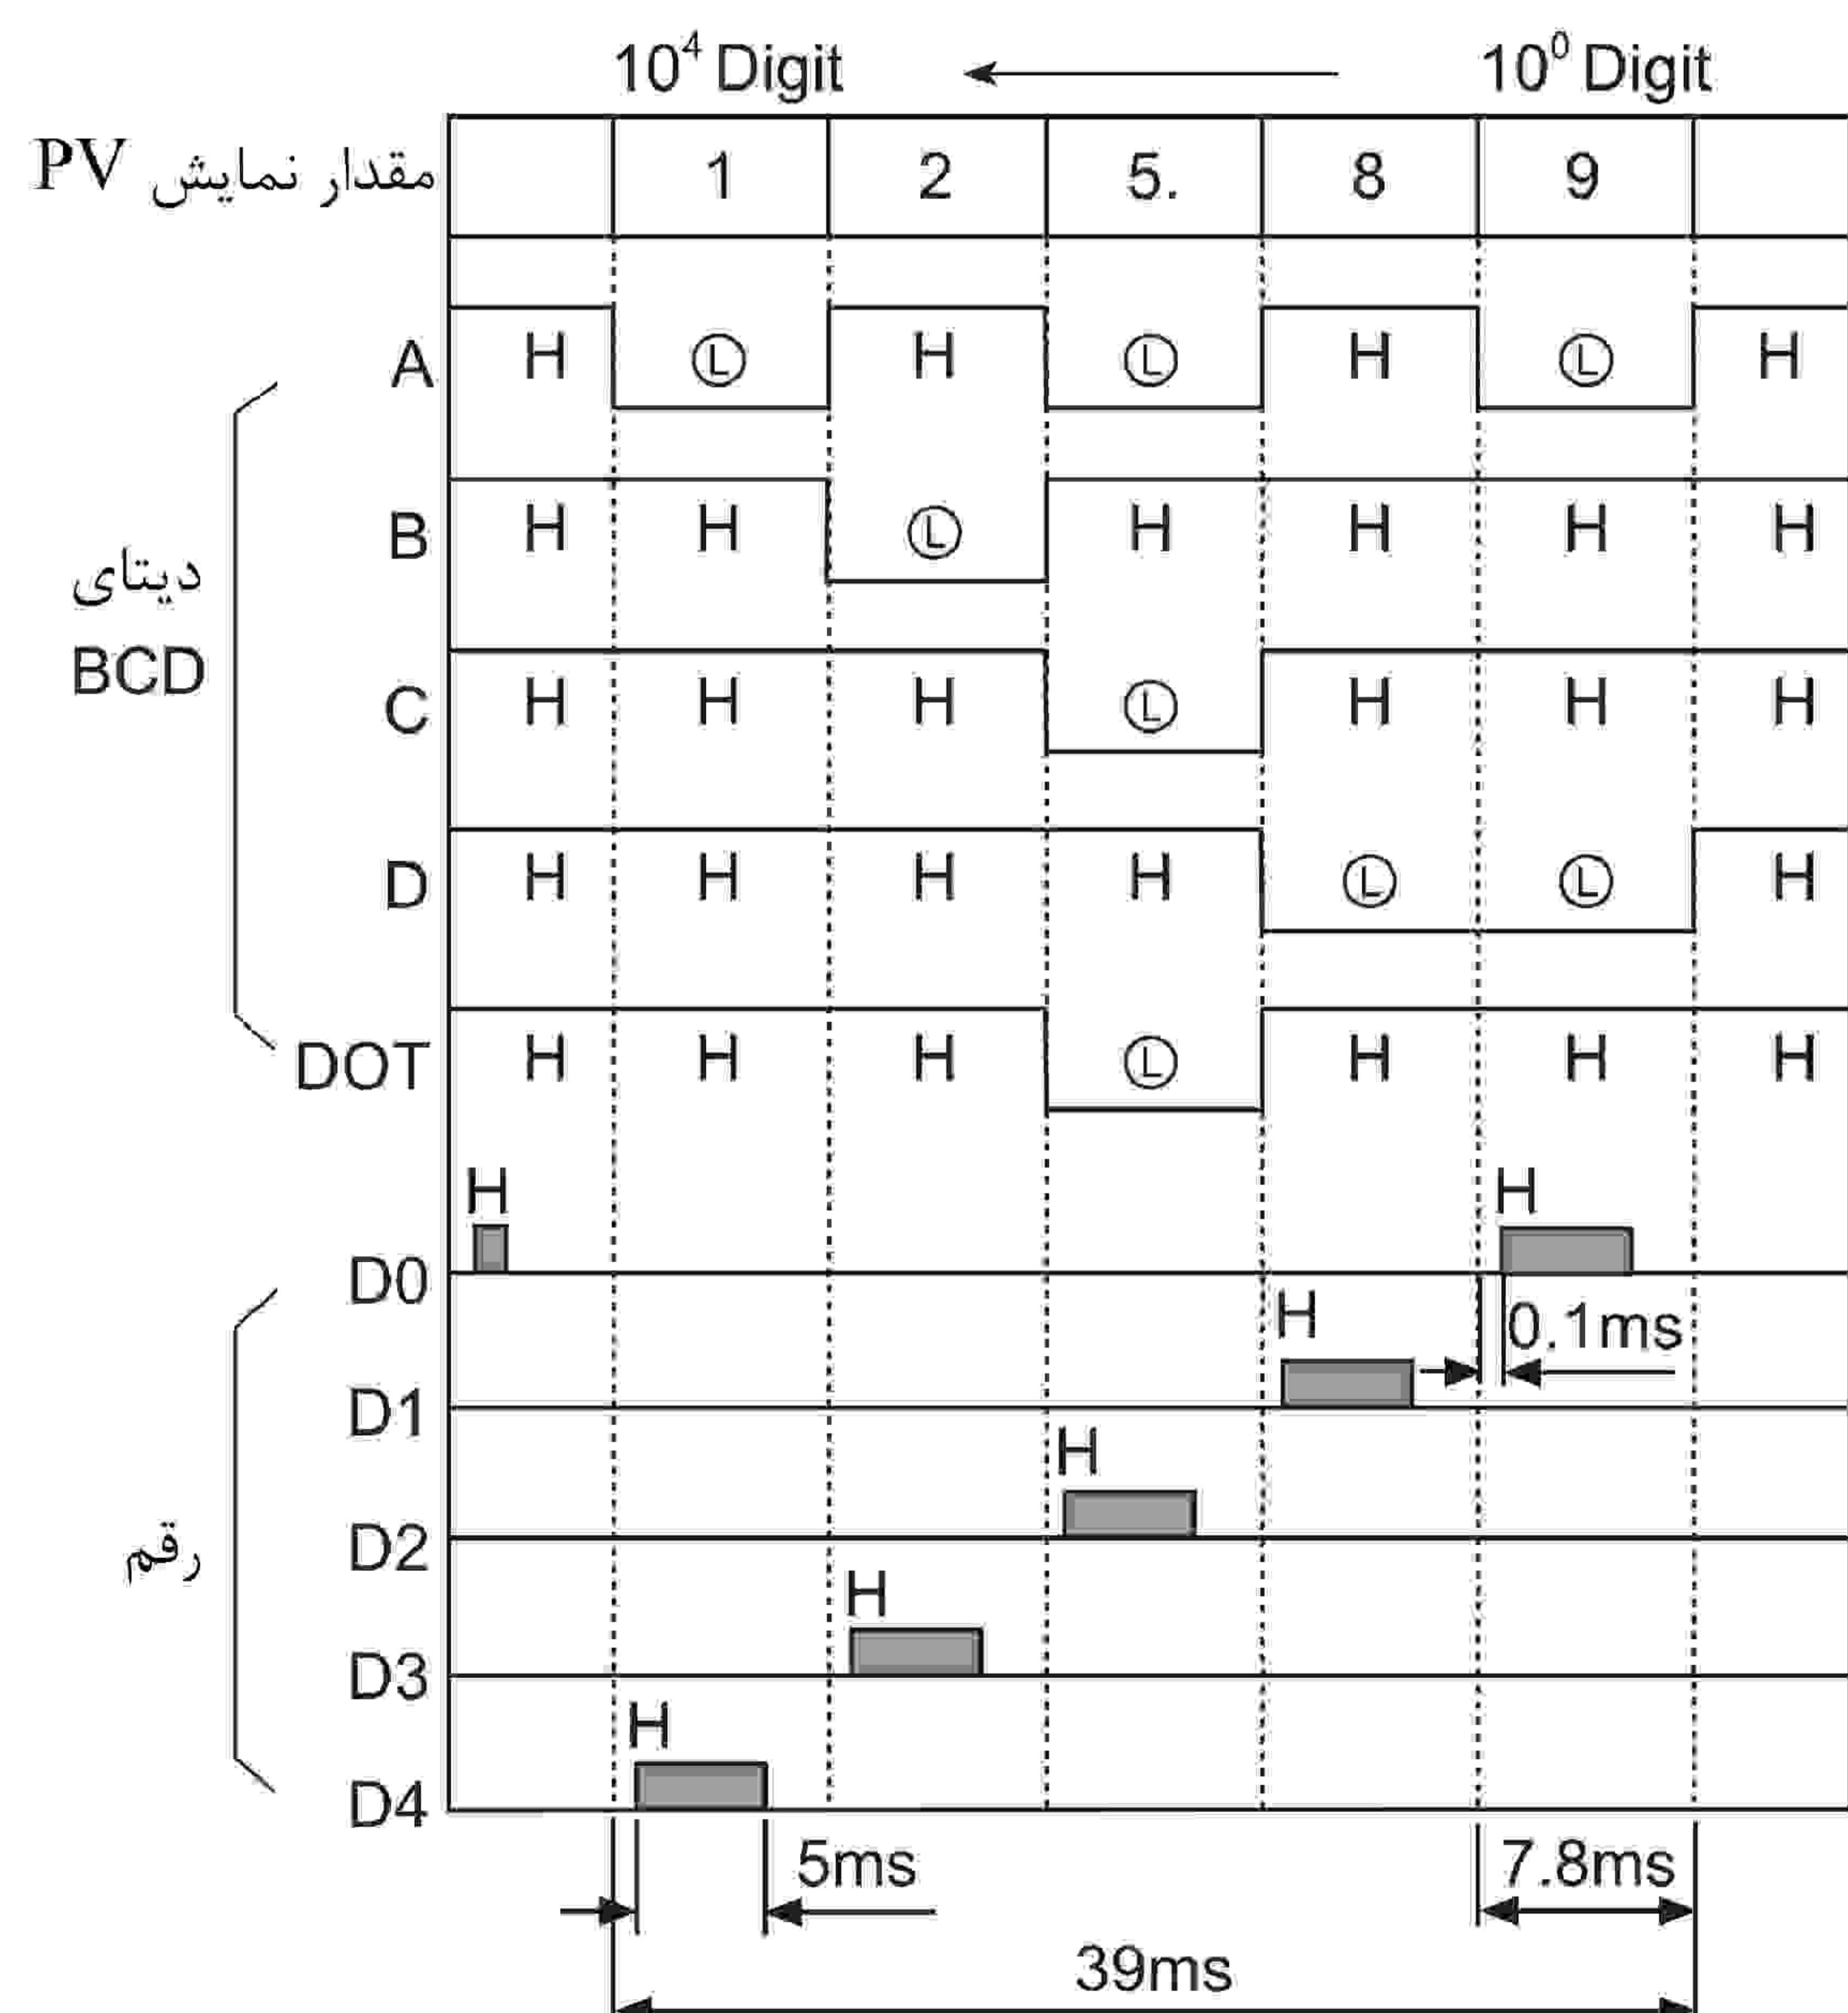 10⁴ Digit 10⁰ Digit
مقدار نمایش PV 1 2 5. 8 9
A H L H L H L H
دیتای BCD
B H H L H H H H
C H H H L H H H
D H H H H L L H
DOT H H H L H H H
H H
D0
H 0.1ms
D1
H
D2
رقم
H
D3
H
D4
5ms 7.8ms
39ms